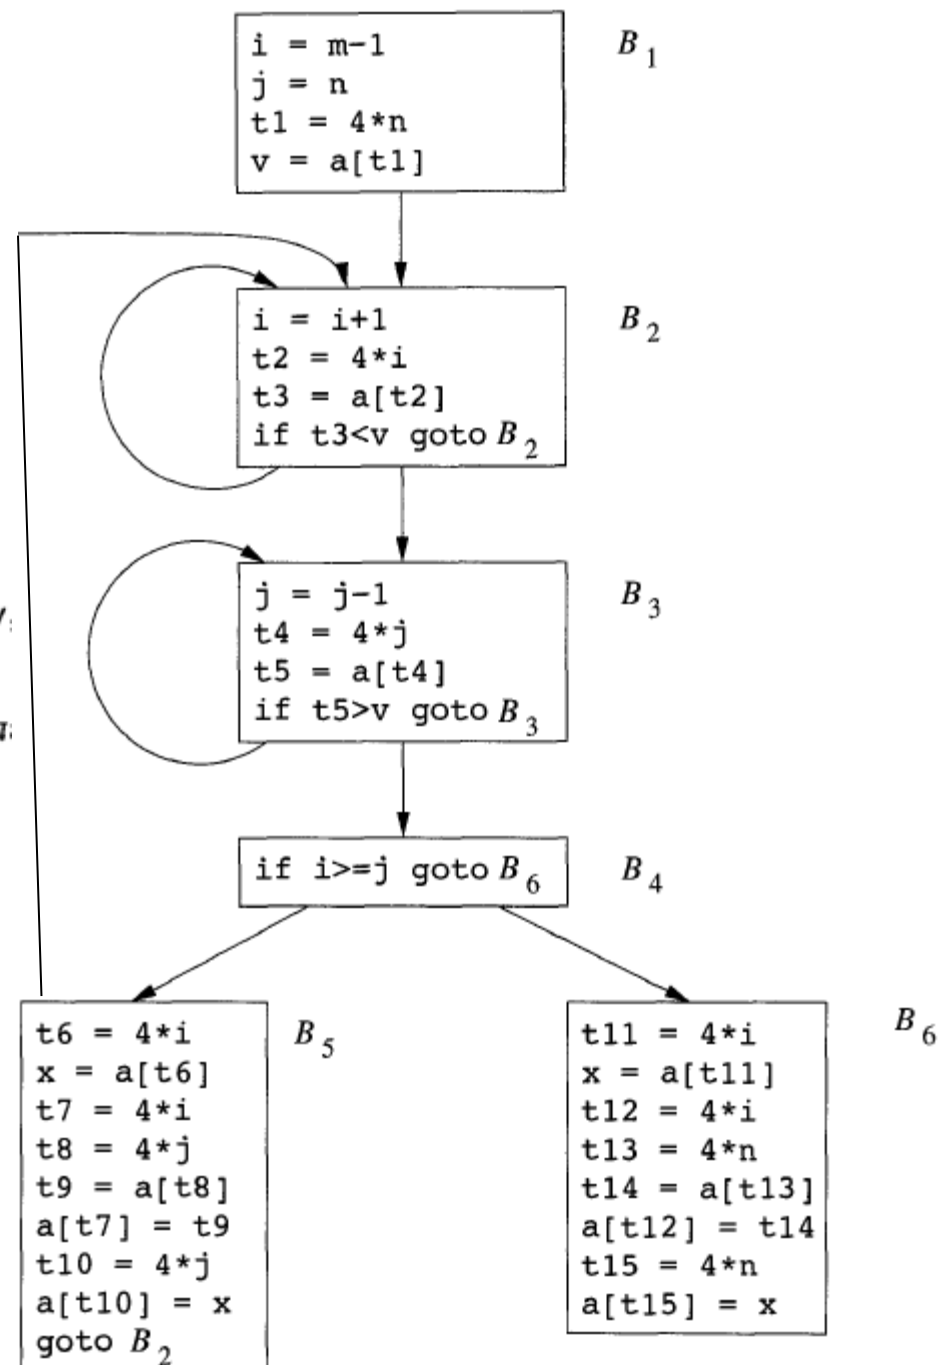 i = m-1
j = n
t1 = 4*n
v = a[t1]
B1
i = i+1
t2 = 4*i
t3 = a[t2]
if t3<v goto B2
B2
j = j-1
t4 = 4*j
t5 = a[t4]
if t5>v goto B3
B3
if i>=j goto B6
B4
t6 = 4*i
x = a[t6]
t7 = 4*i
t8 = 4*j
t9 = a[t8]
a[t7] = t9
t10 = 4*j
a[t10] = x
goto B2
B5
t11 = 4*i
x = a[t11]
t12 = 4*i
t13 = 4*n
t14 = a[t13]
a[t12] = t14
t15 = 4*n
a[t15] = x
B6